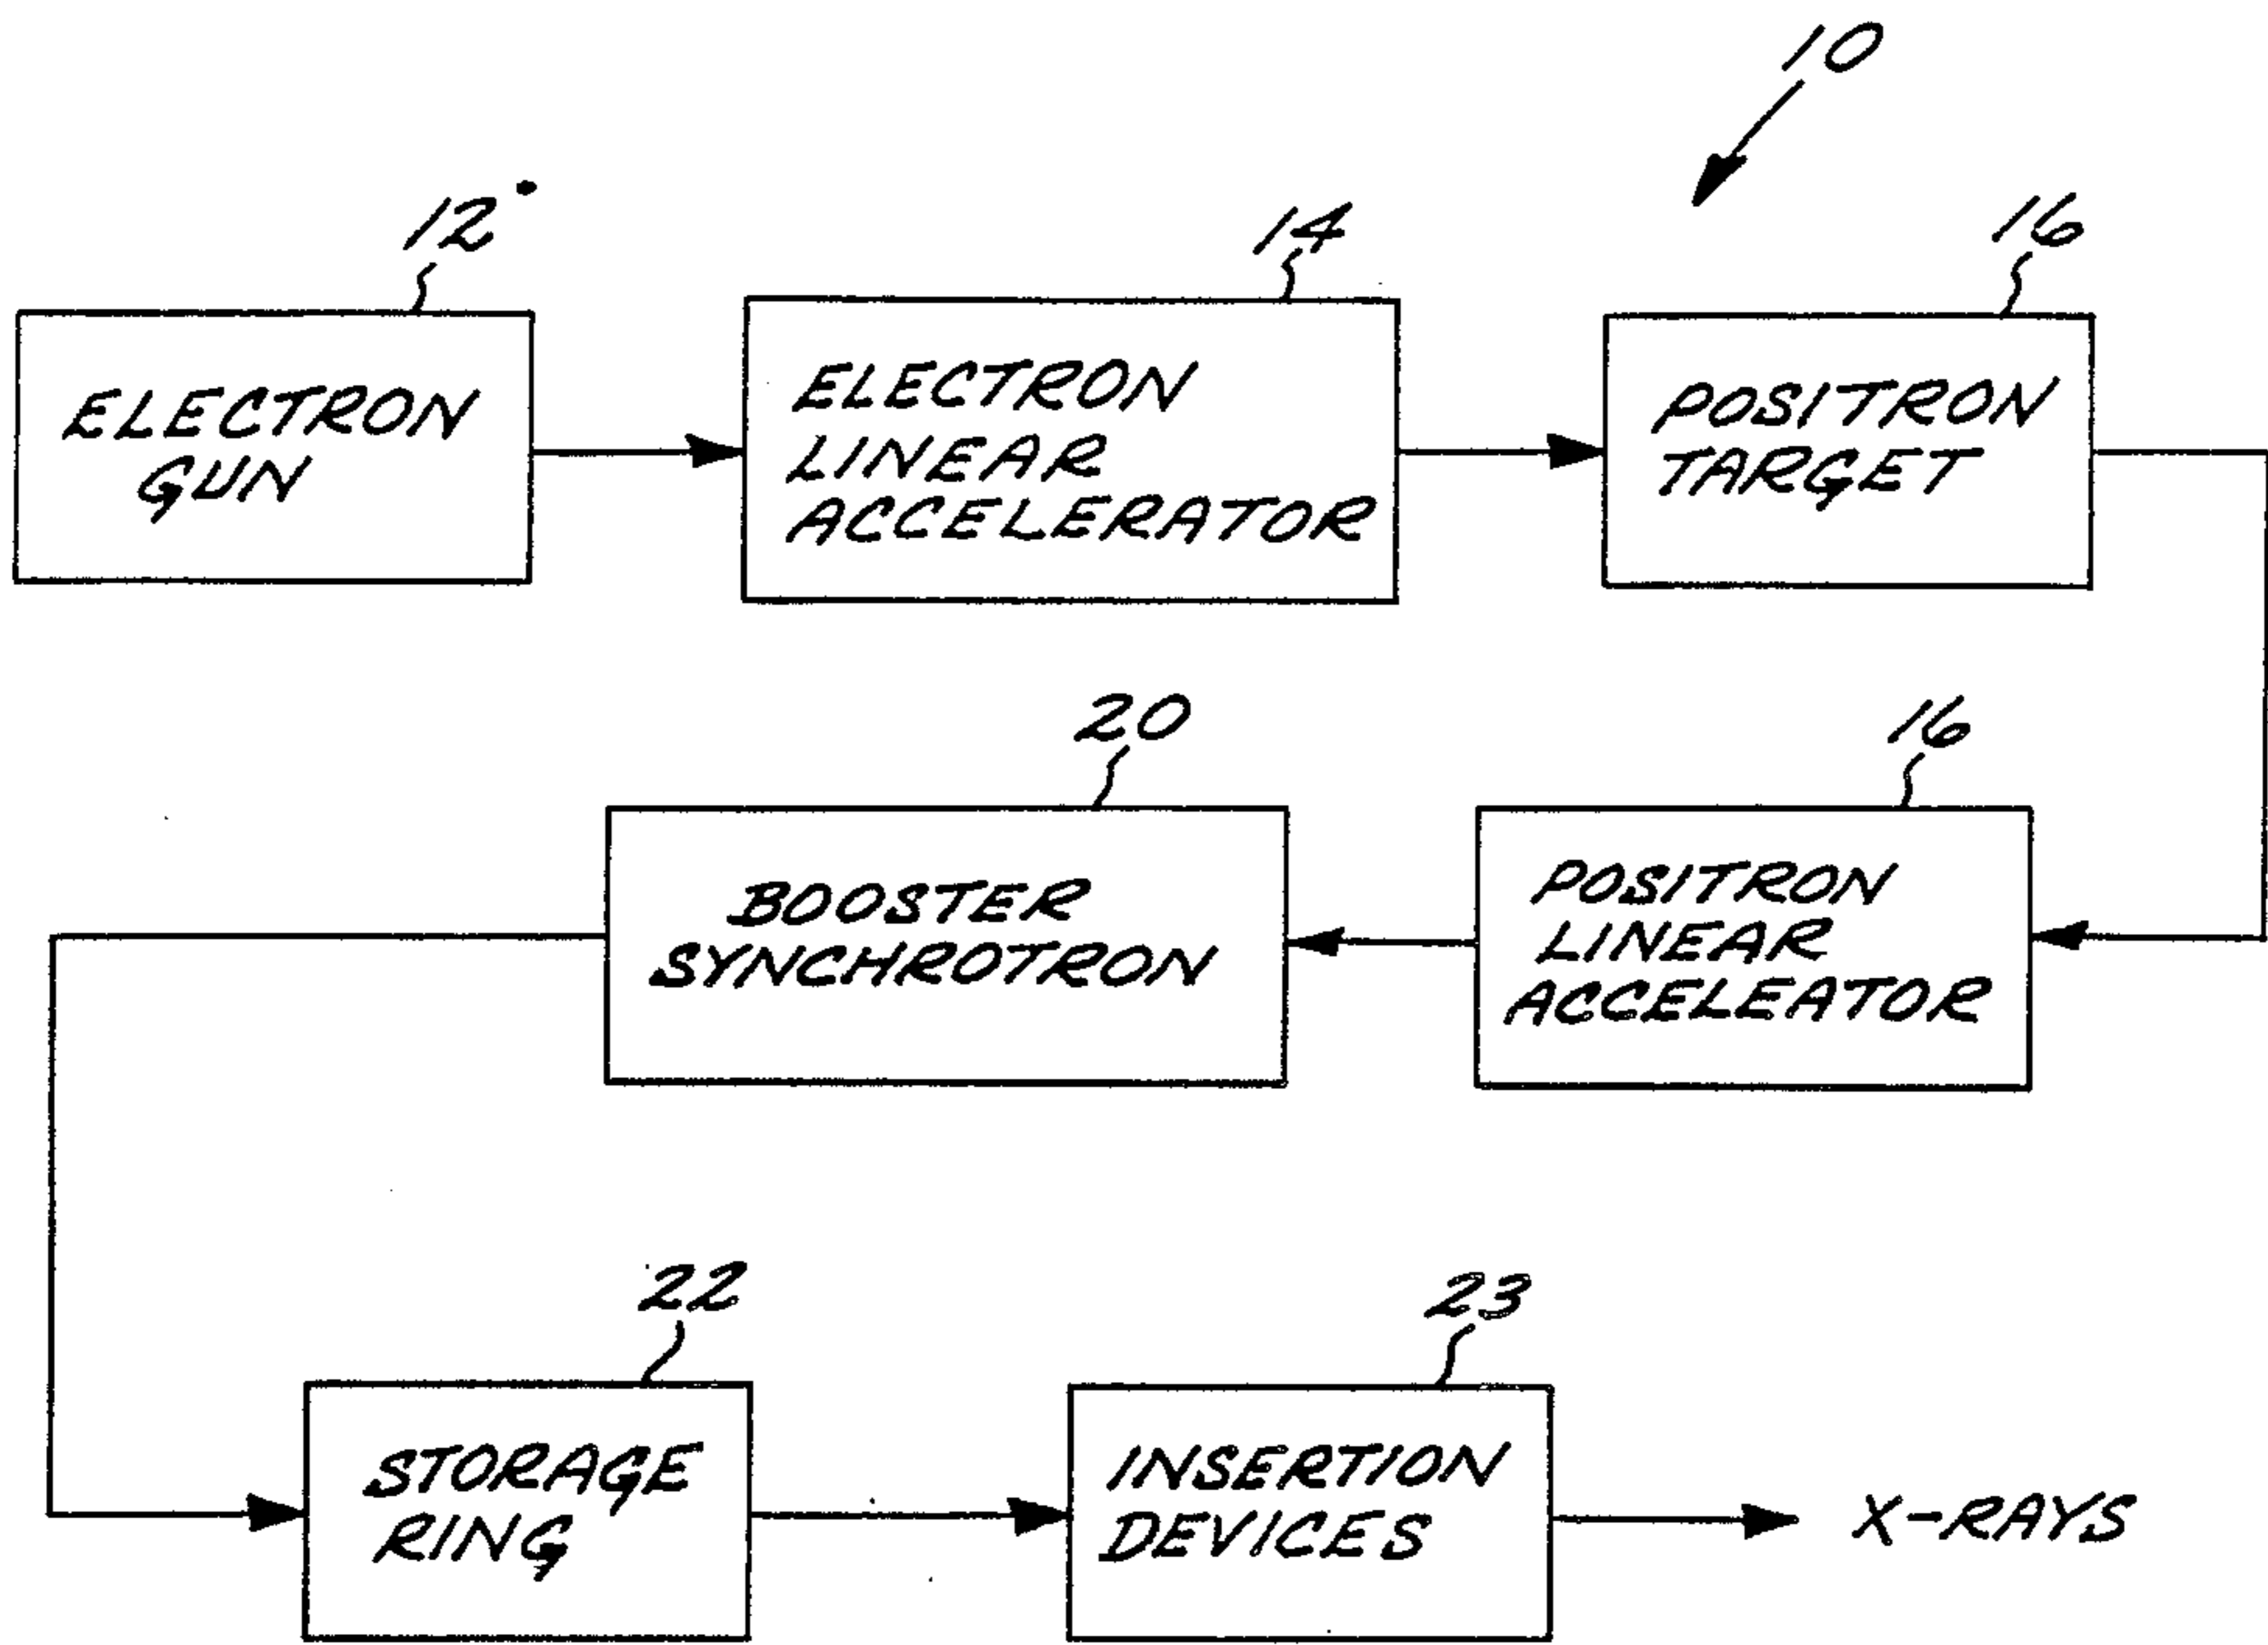 10
12
ELECTRON
GUN
14
ELECTRON
LINEAR
ACCELERATOR
16
POSITRON
TARGET
20
BOOSTER
SYNCHROTRON
16
POSITRON
LINEAR
ACCELEATOR
22
STORAGE
RING
23
INSERTION
DEVICES
X-RAYS